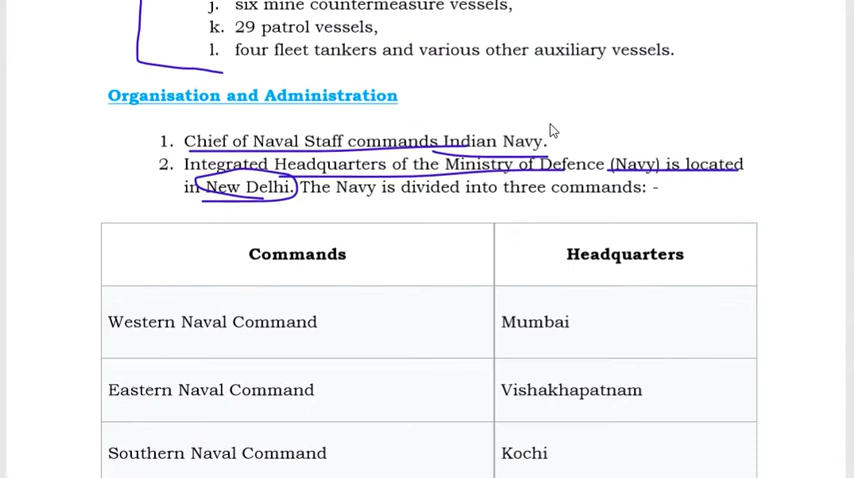 j. six mine countermeasure vessels,
k. 29 patrol vessels,
l. four fleet tankers and various other auxiliary vessels.
Organisation and Administration
1. Chief of Naval Staff commands Indian Navy.
2. Integrated Headquarters of the Ministry of Defence (Navy) is located
in New Delhi. The Navy is divided into three commands: -
Commands Headquarters
Western Naval Command Mumbai
Eastern Naval Command Vishakhapatnam
Southern Naval Command Kochi